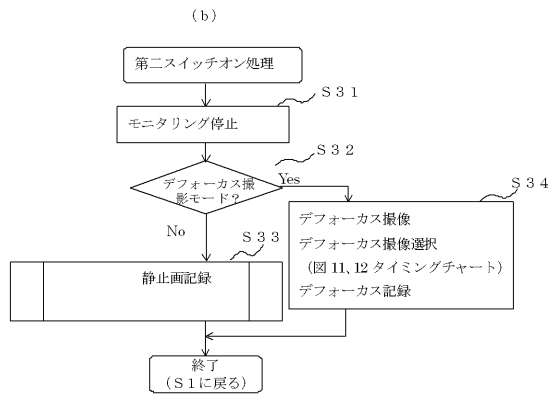 (b)
第二スイッチオン処理
S31
モニタリング停止
S32
デフォーカス撮
影モード?
Yes
No
S34
デフォーカス撮像
デフォーカス撮像選択
(図11、12タイミングチャート)
デフォーカス記録
S33
静止画記録
終了
(S1に戻る)